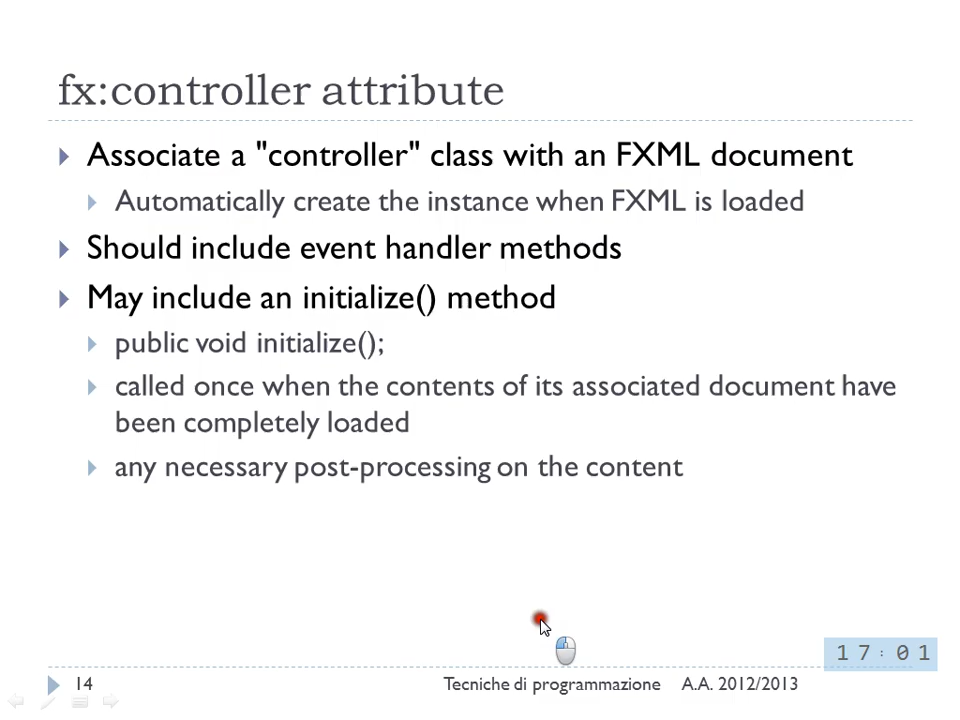 fx:controller attribute
Associate a "controller" class with an FXML document
Automatically create the instance when FXML is loaded
Should include event handler methods
May include an initialize() method
public void initialize();
called once when the contents of its associated document have
been completely loaded
any necessary post-processing on the content
17:01
14 Tecniche di programmazione A.A. 2012/2013